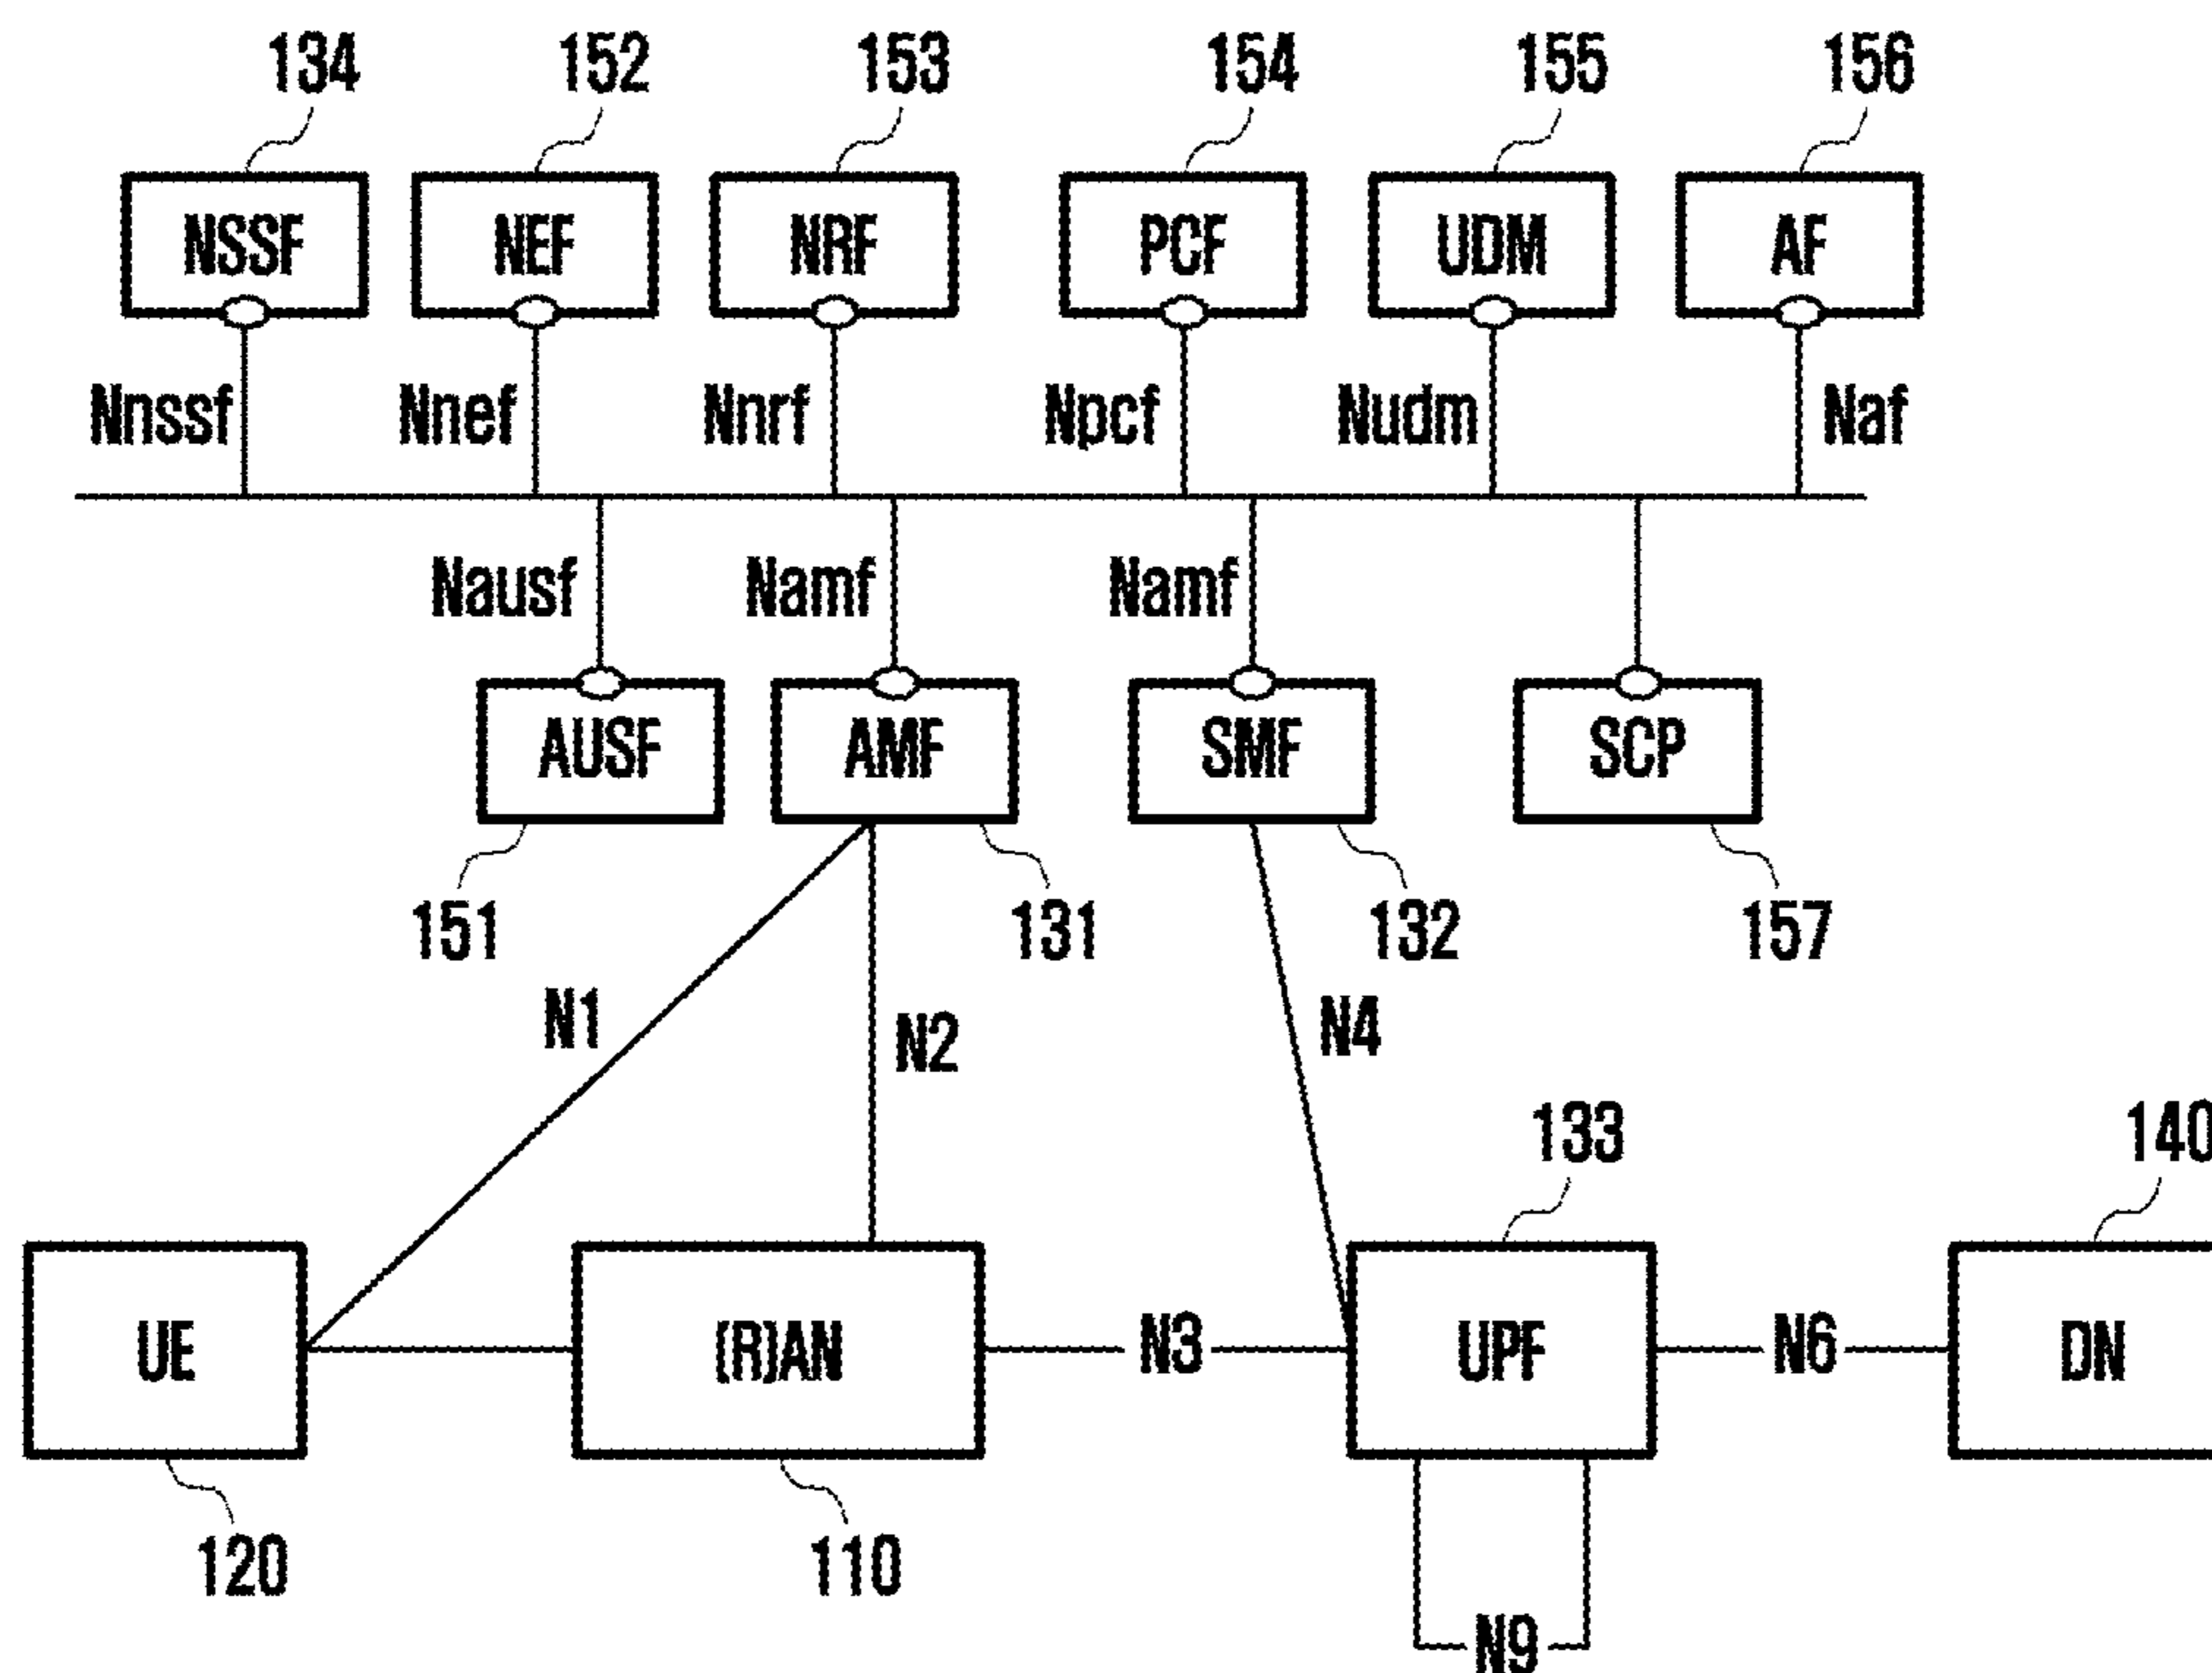 134 152 153 154 155 156
NSSF NEF NRF PCF UDM AF
Nnssf Nnef Nnrf Npcf Nudm Naf
Nausf Namf Namf
AUSF AMF SMF SCP
151 131 132 157
N1 N2 N4
133 140
UE (R)AN N3 UPF N6 DN
120 110
N9